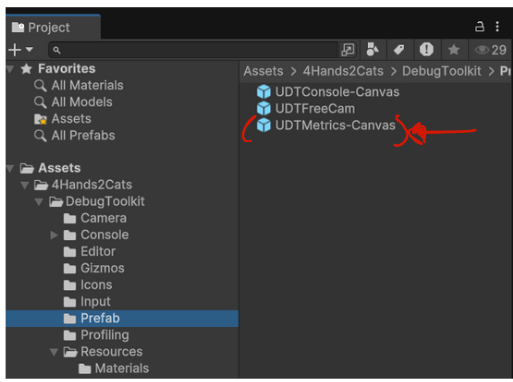 Project
29
Favorites
All Materials
All Models
Assets
All Prefabs
Assets
4Hands2Cats
DebugToolkit
Camera
Console
Editor
Gizmos
Icons
Input
Prefab
Profiling
Resources
Materials
Assets > 4Hands2Cats > DebugToolkit > Pr
UDTConsole-Canvas
UDTFreeCam
UDTMetrics-Canvas